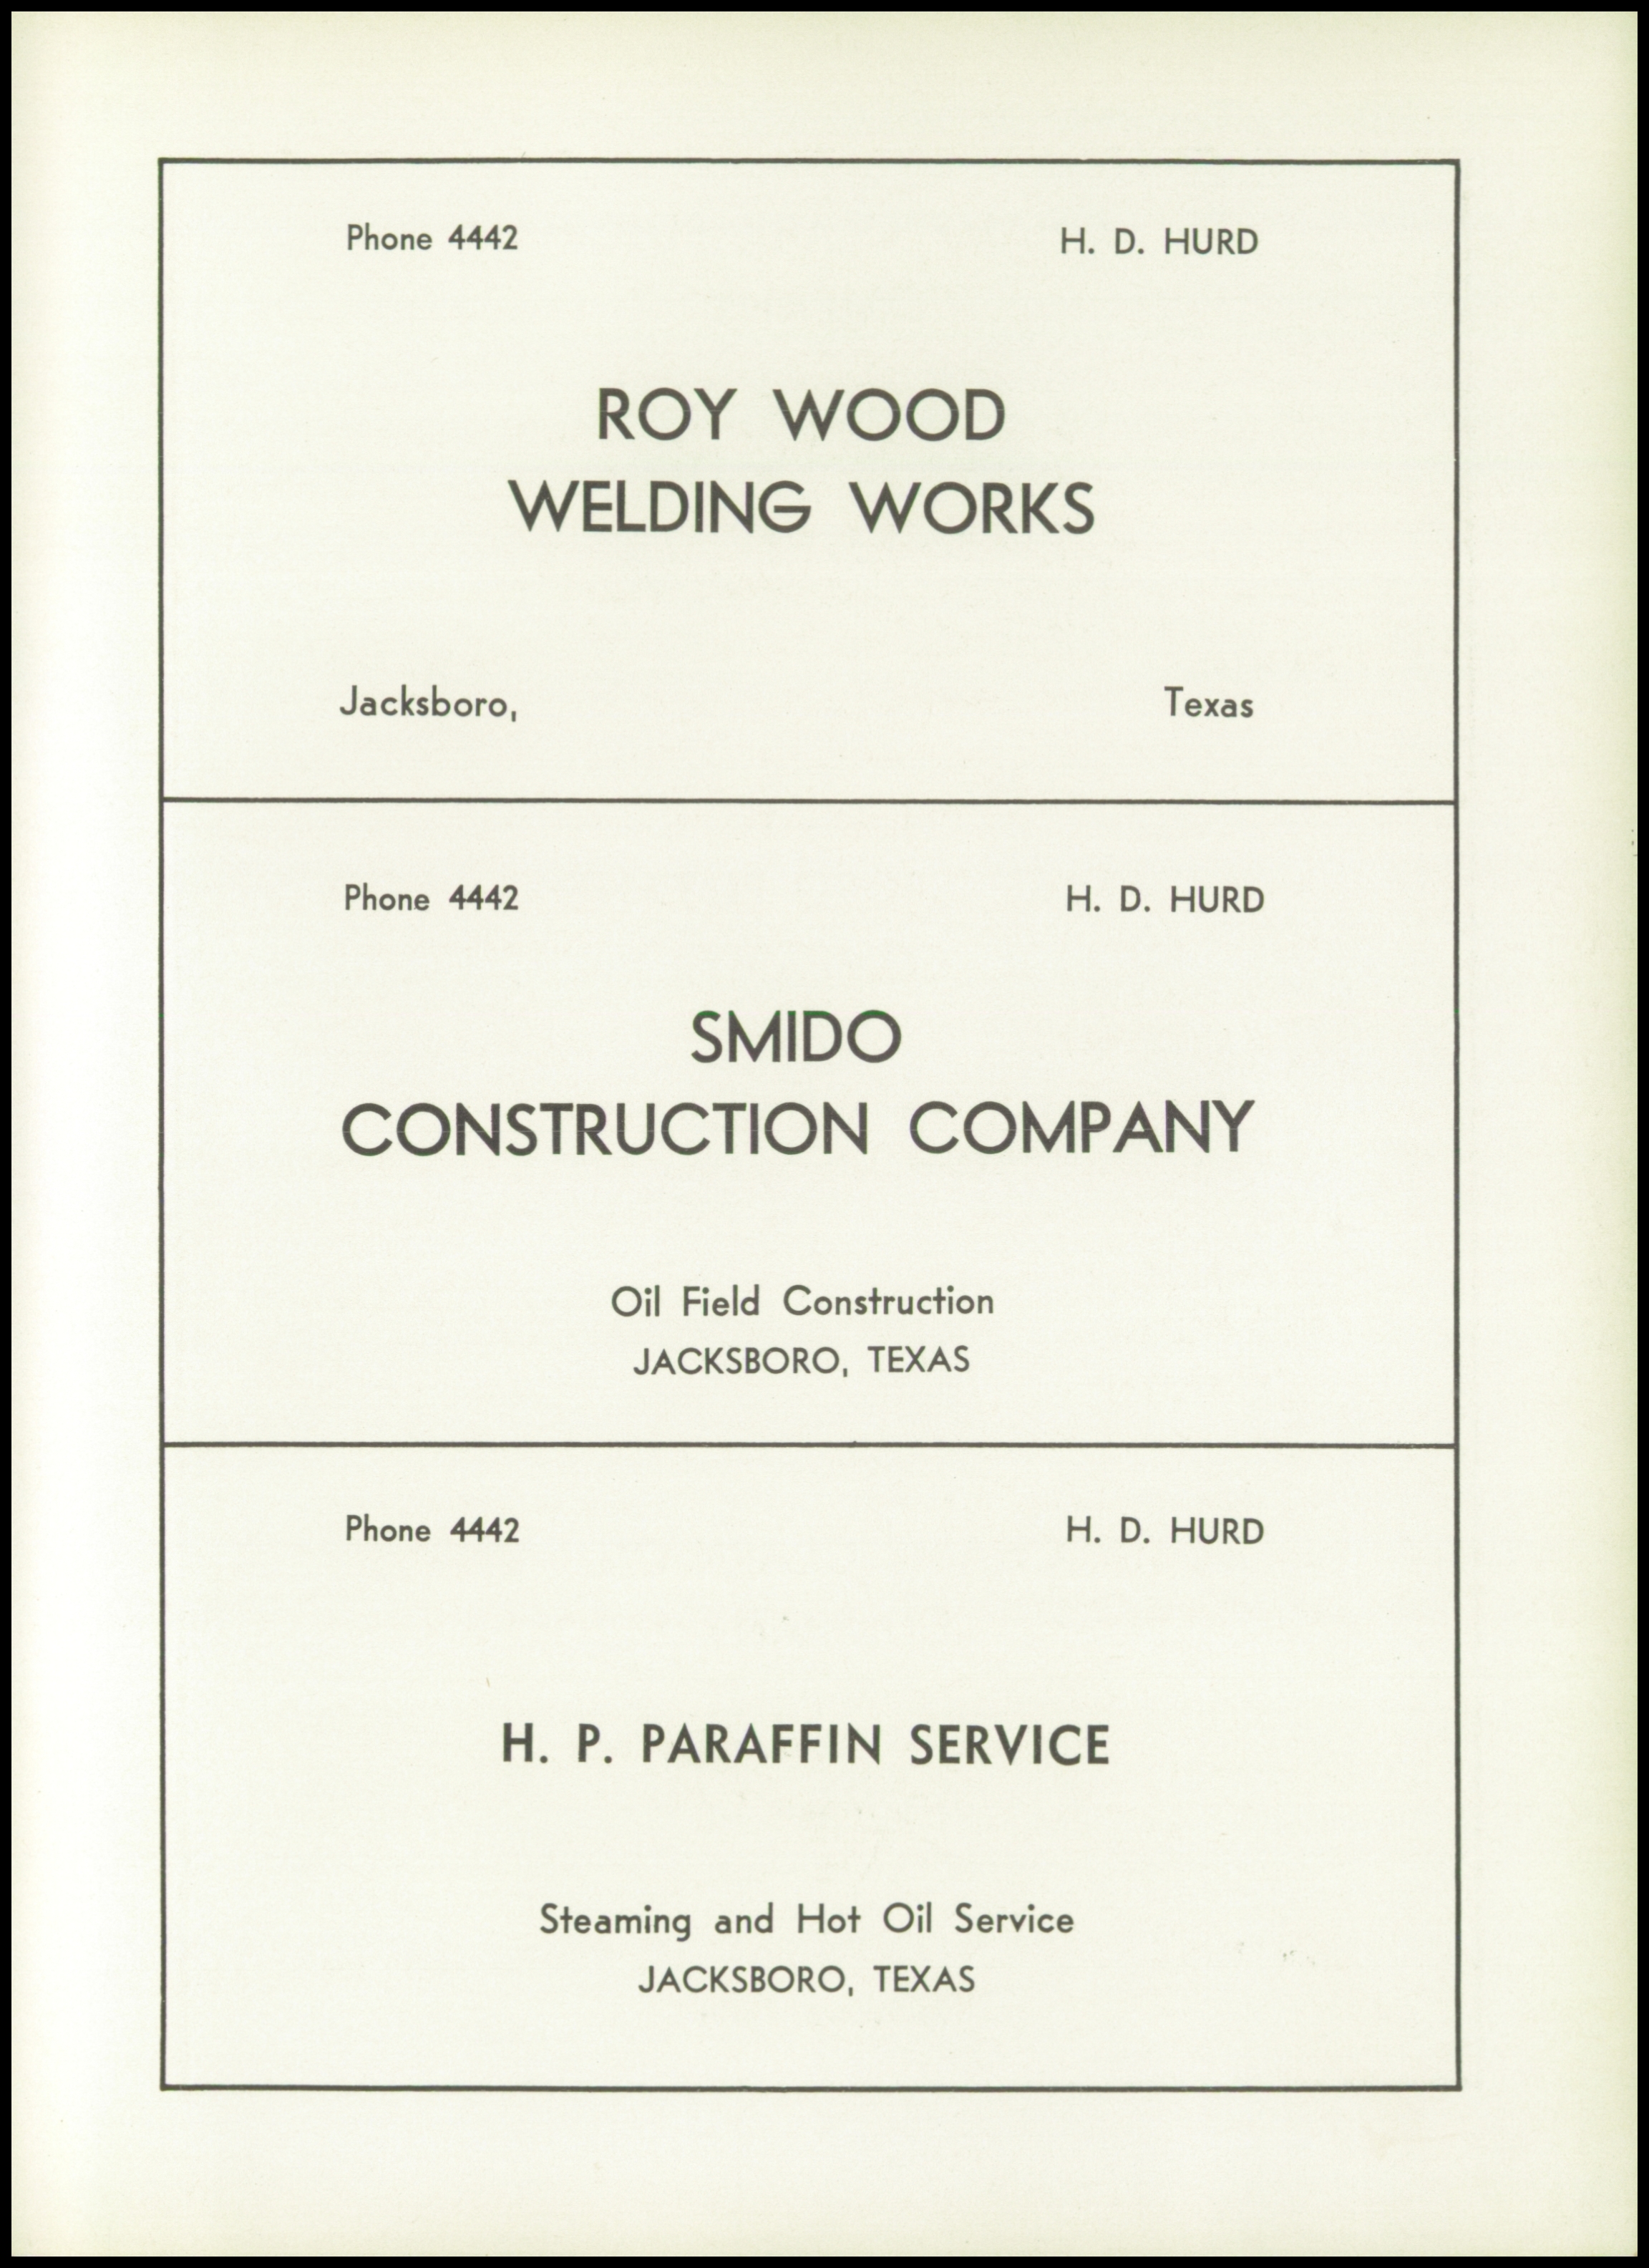 Phone 4442 H. D. HURD
ROY WOOD
WELDING WORKS
Jacksboro, Texas
Phone 4442 H. D. HURD
SMIDO
CONSTRUCTION COMPANY
Oil Field Construction
JACKSBORO, TEXAS
Phone 4442 H. D. HURD
H. P. PARAFFIN SERVICE
Steaming and Hot Oil Service
JACKSBORO, TEXAS